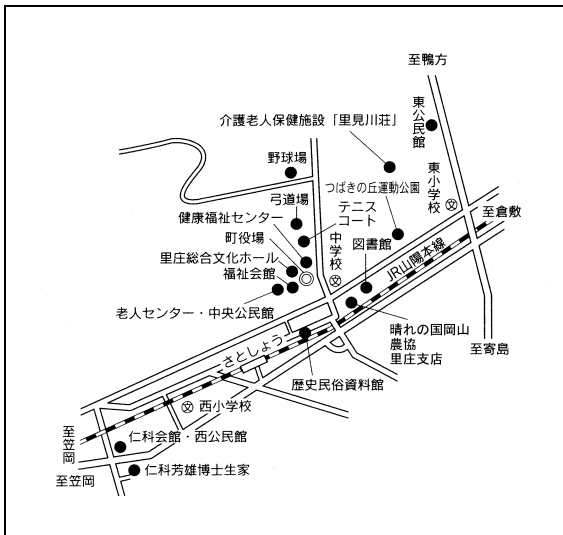 至鴨方
東公民館
介護老人保健施設「里見川荘」
野球場
つばきの丘運動公園
東小学校
弓道場
テニス
コート
至倉敷
健康福祉センター
町役場
中学校
図書館
JR山陽本線
里庄総合文化ホール
福祉会館
老人センター・中央公民館
晴れの国岡山
農協
里庄支店
至寄島
さとしょう
歴史民俗資料館
西小学校
至笠岡
仁科会館・西公民館
仁科芳雄博士生家
至笠岡